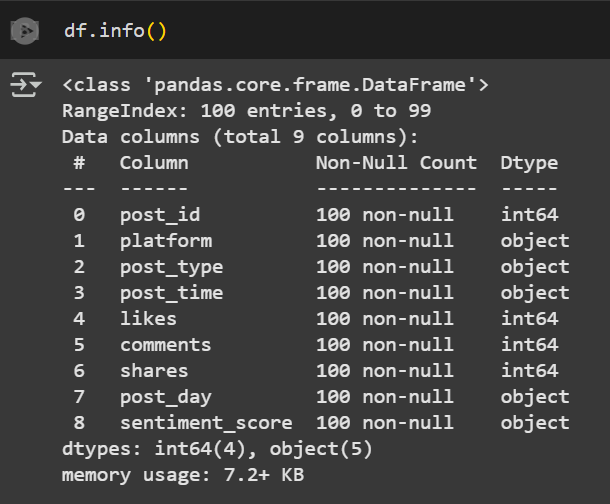 df.info()
<class 'pandas.core.frame.DataFrame'>
RangeIndex: 100 entries, 0 to 99
Data columns (total 9 columns):
 #   Column           Non-Null Count  Dtype
---  ------           --------------  -----
 0   post_id          100 non-null    int64
 1   platform         100 non-null    object
 2   post_type        100 non-null    object
 3   post_time        100 non-null    object
 4   likes            100 non-null    int64
 5   comments         100 non-null    int64
 6   shares           100 non-null    int64
 7   post_day         100 non-null    object
 8   sentiment_score  100 non-null    object
dtypes: int64(4), object(5)
memory usage: 7.2+ KB